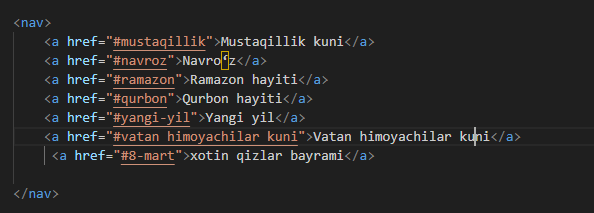 <nav>
    <a href="#mustaqillik">Mustaqillik kuni</a>
    <a href="#navroz">Navroʻz</a>
    <a href="#ramazon">Ramazon hayiti</a>
    <a href="#qurbon">Qurbon hayiti</a>
    <a href="#yangi-yil">Yangi yil</a>
    <a href="#vatan himoyachilar kuni">Vatan himoyachilar kuni</a>
     <a href="#8-mart">xotin qizlar bayrami</a>
</nav>